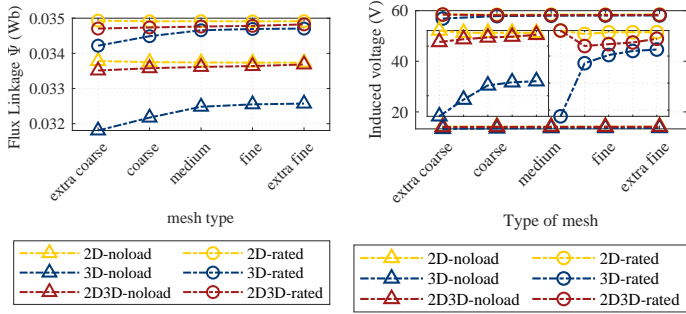 Flux Linkage Ψ (Wb)
0.035
0.034
0.033
0.032
extra coarse
coarse
medium
fine
extra fine
mesh type
2D-noload
2D-rated
3D-noload
3D-rated
2D3D-noload
2D3D-rated
Induced voltage (V)
60
40
20
extra coarse
coarse
medium
fine
extra fine
Type of mesh
2D-noload
2D-rated
3D-noload
3D-rated
2D3D-noload
2D3D-rated